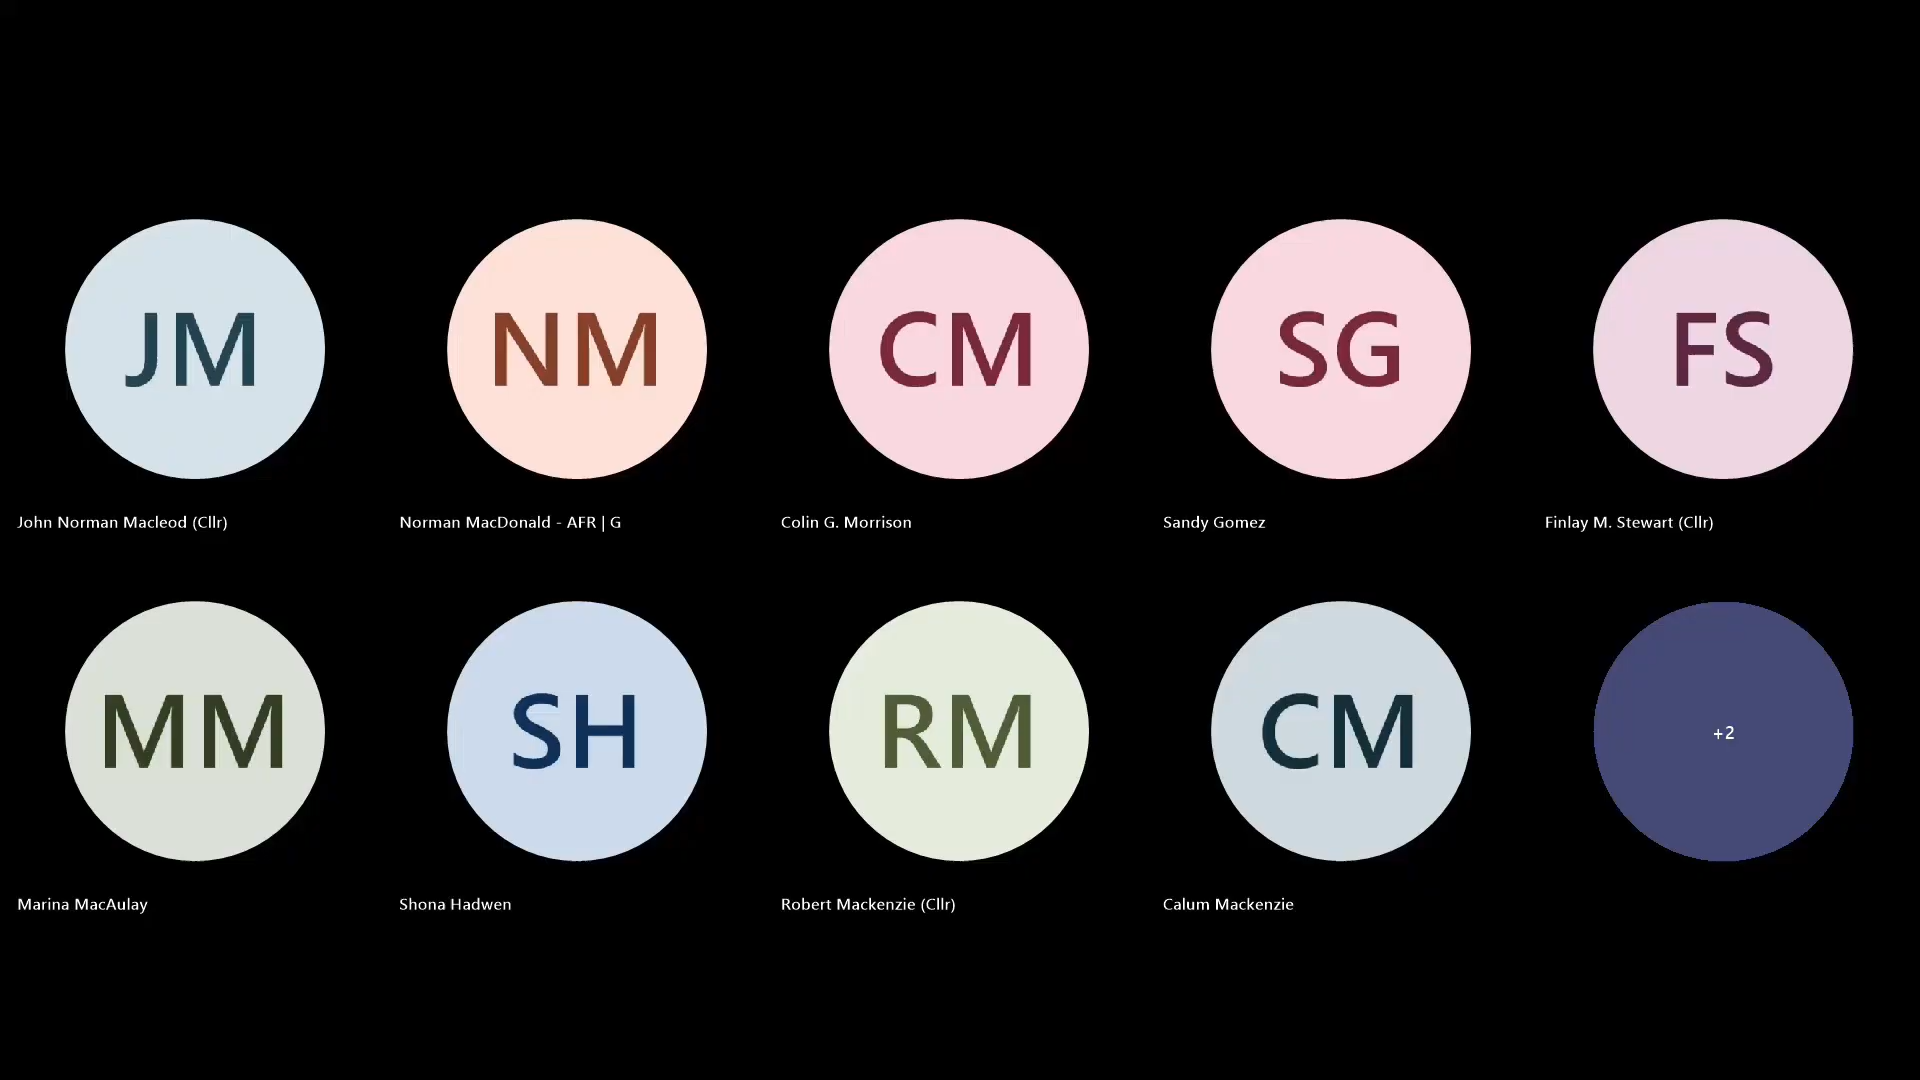 JM NM CM SG FS
John Norman Macleod (Cllr) Norman MacDonald - AFR | G Colin G. Morrison Sandy Gomez Finlay M. Stewart (Cllr)
MM SH RM CM +2
Marina MacAulay Shona Hadwen Robert Mackenzie (Cllr) Calum Mackenzie